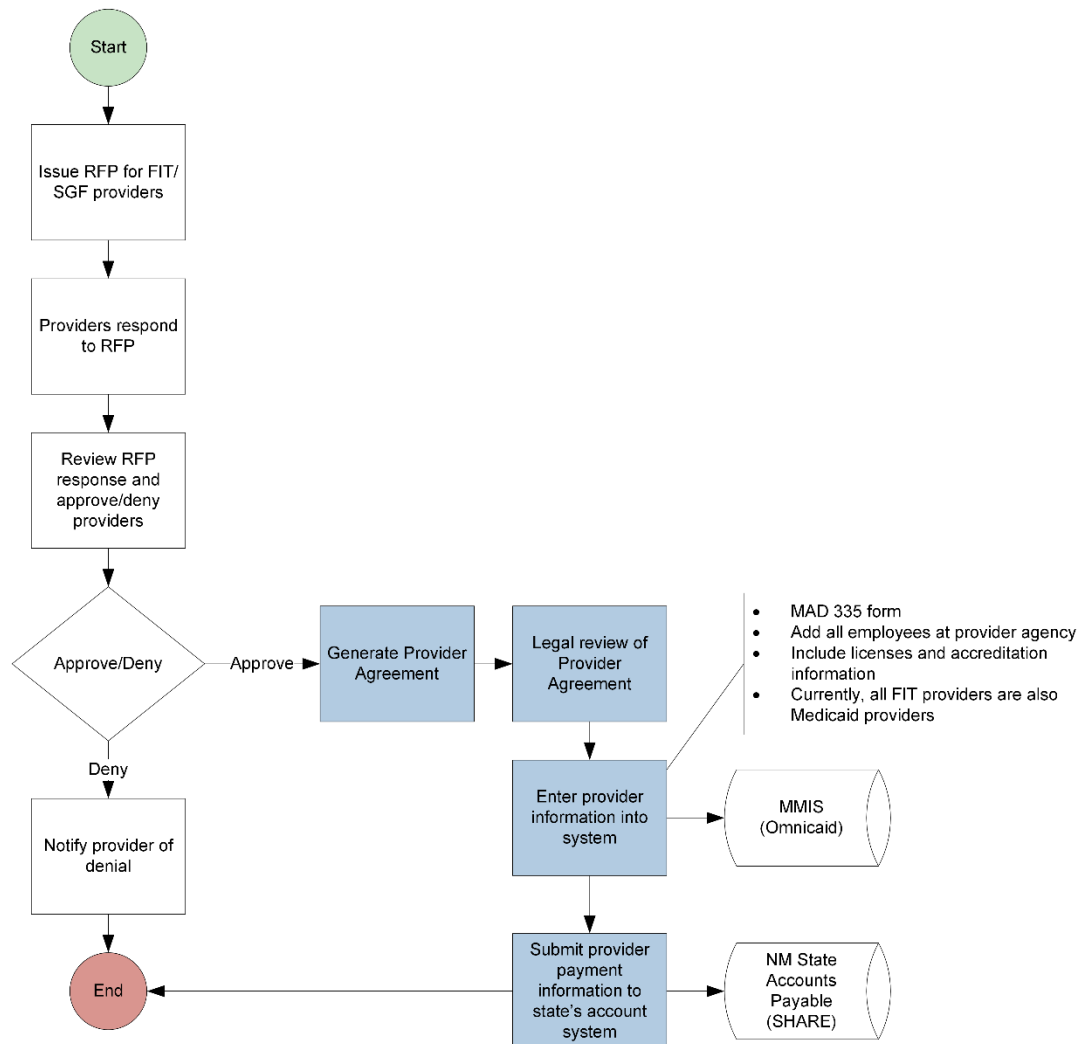 Start
Issue RFP for FIT/
SGF providers
Providers respond
to RFP
Review RFP
response and
approve/deny
providers
Approve/Deny
Approve
Generate Provider
Agreement
Legal review of
Provider
Agreement
• MAD 335 form
• Add all employees at provider agency
• Include licenses and accreditation
information
• Currently, all FIT providers are also
Medicaid providers
Deny
Enter provider
information into
system
MMIS
(Omnicaid)
Notify provider of
denial
Submit provider
payment
information to
state's account
system
NM State
Accounts
Payable
(SHARE)
End